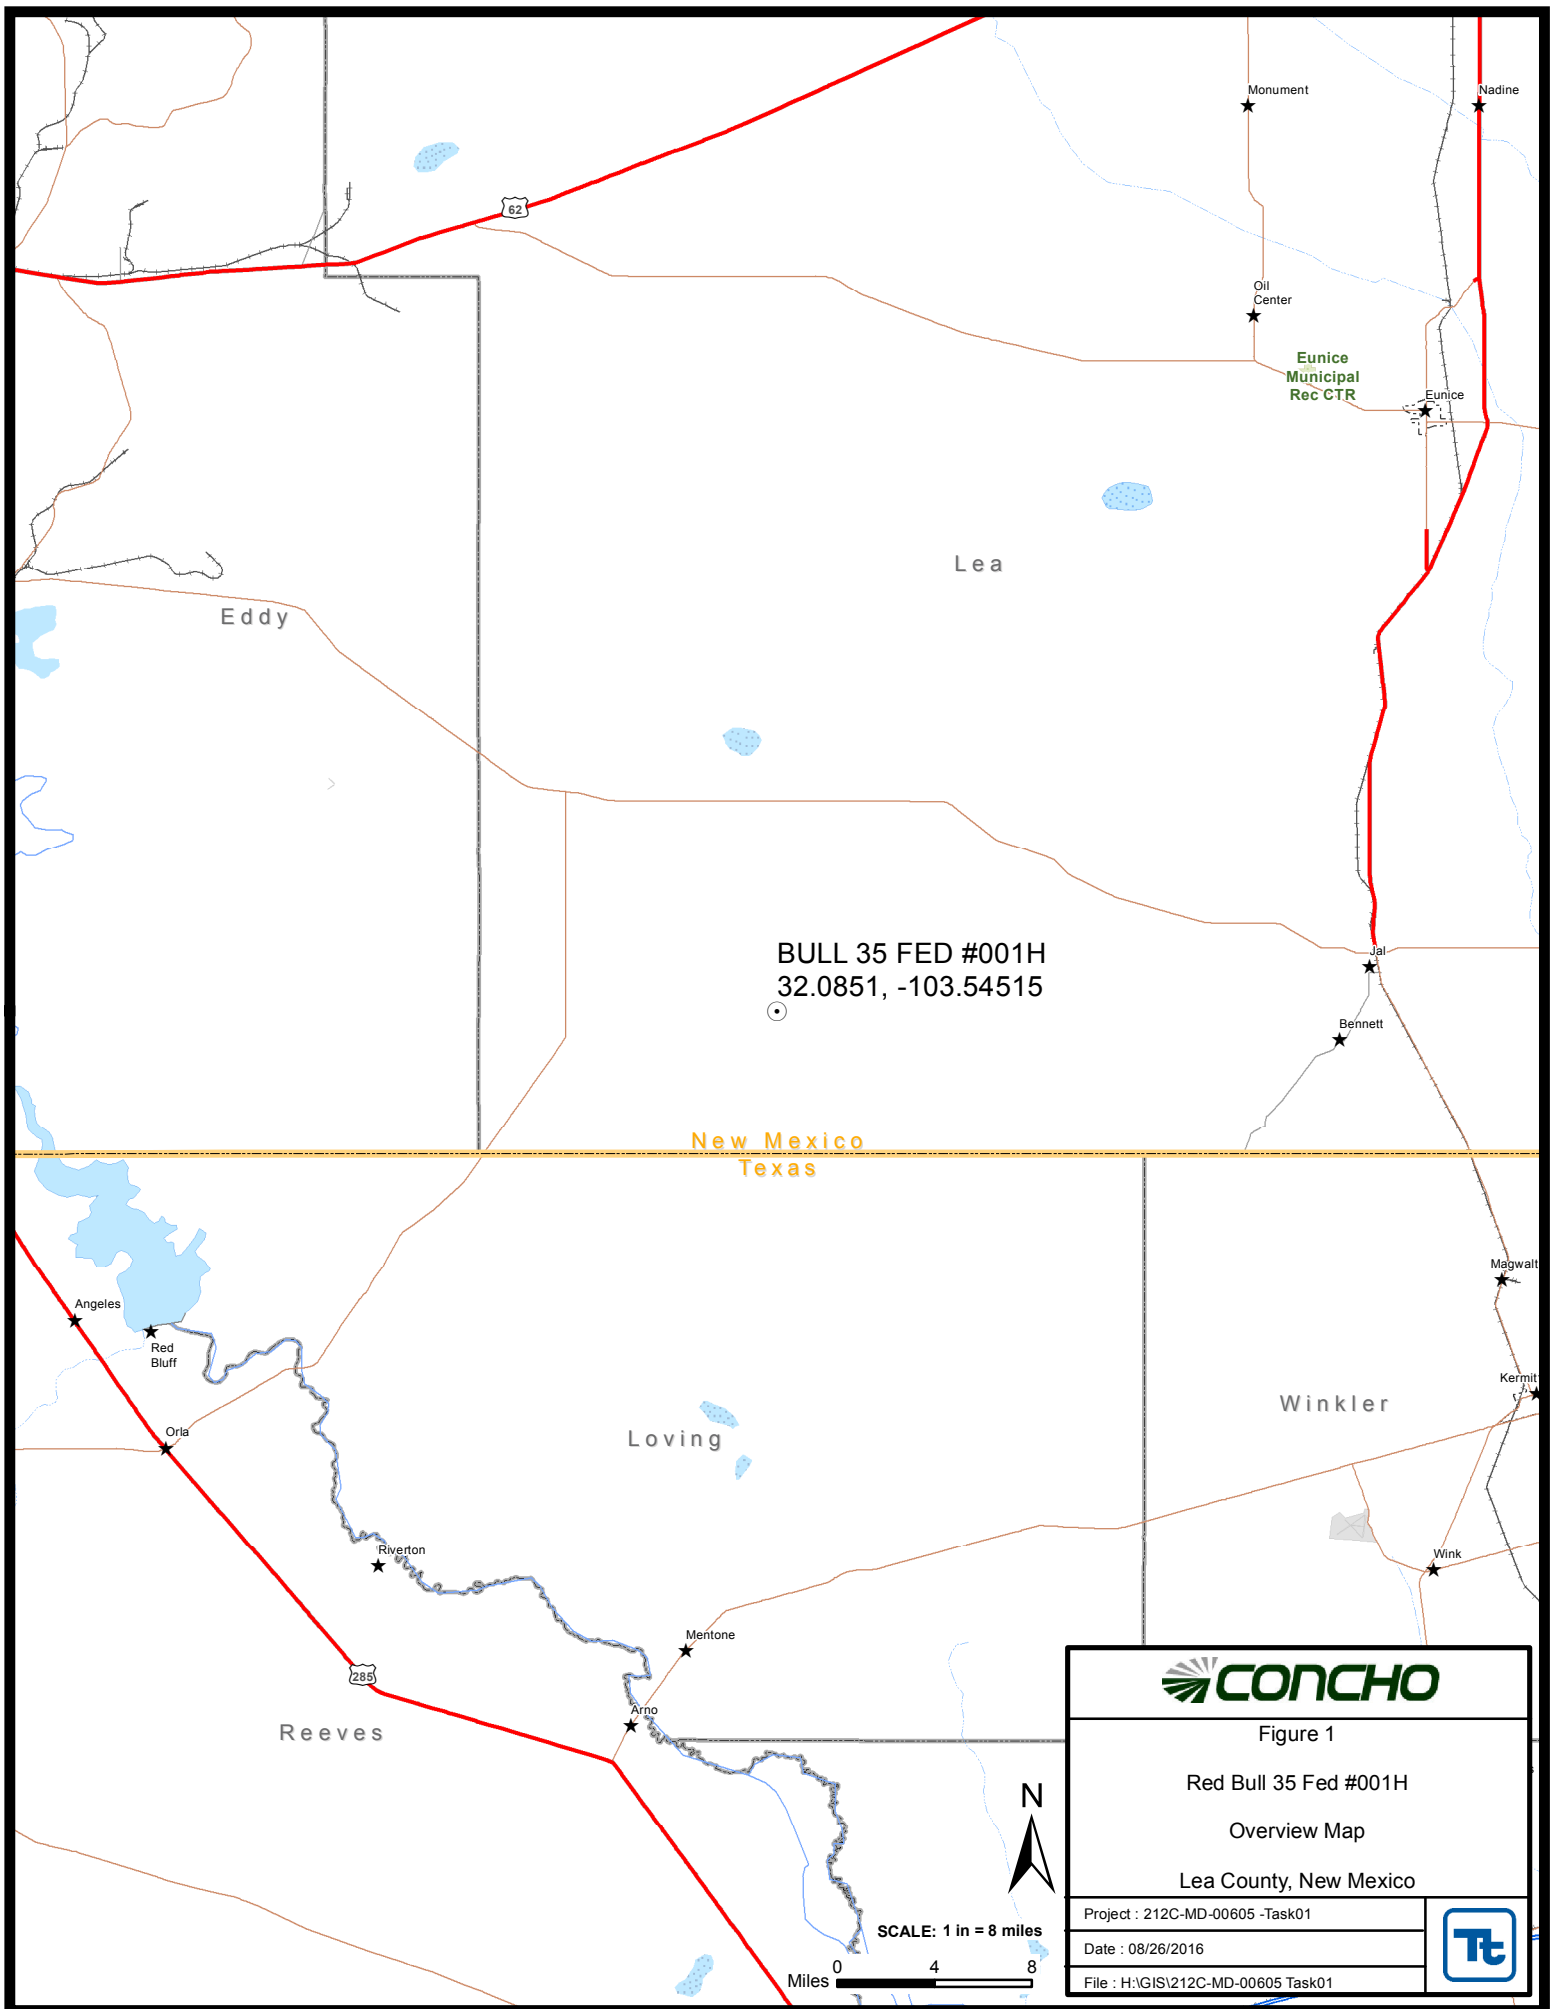 Monument
Nadine
62
Oil
Center
Eunice
Municipal
Rec CTR
Eunice
Lea
Eddy
BULL 35 FED #001H
32.0851, -103.54515
Jal
Bennett
New Mexico
Texas
Magwalt
Angeles
Red
Bluff
Kermit
Winkler
Orla
Loving
Riverton
Wink
Mentone
285
Arno
Reeves
CONCHO
Figure 1
Red Bull 35 Fed #001H
Overview Map
Lea County, New Mexico
N
Project : 212C-MD-00605 -Task01
SCALE: 1 in = 8 miles
Date : 08/26/2016
Miles 0 4 8
File : H:\GIS\212C-MD-00605 Task01
Tt